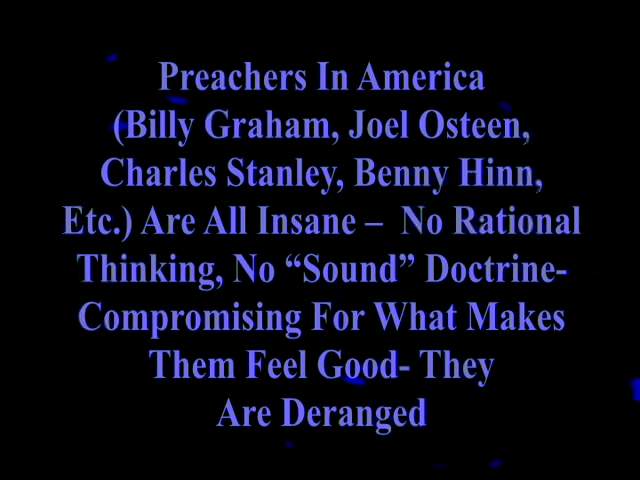 Preachers In America
(Billy Graham, Joel Osteen,
Charles Stanley, Benny Hinn,
Etc.) Are All Insane – No Rational
Thinking, No “Sound” Doctrine-
Compromising For What Makes
Them Feel Good- They
Are Deranged